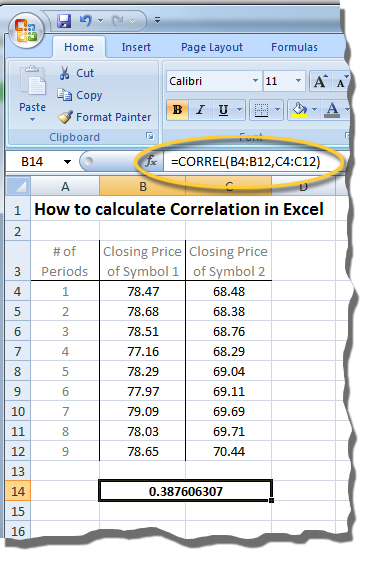 Home Insert Page Layout Formulas
Cut
Copy
Format Painter
Paste
Clipboard
Calibri 11 A A
B I U A
Font
B14 fx =CORREL(B4:B12,C4:C12)
A B C D
1 How to calculate Correlation in Excel
2
3 # of Periods Closing Price of Symbol 1 Closing Price of Symbol 2
4 1 78.47 68.48
5 2 78.68 68.38
6 3 78.51 68.76
7 4 77.16 68.29
8 5 78.29 69.04
9 6 77.97 69.11
10 7 79.09 69.69
11 8 78.03 69.71
12 9 78.65 70.44
13
14 0.387606307
15
16